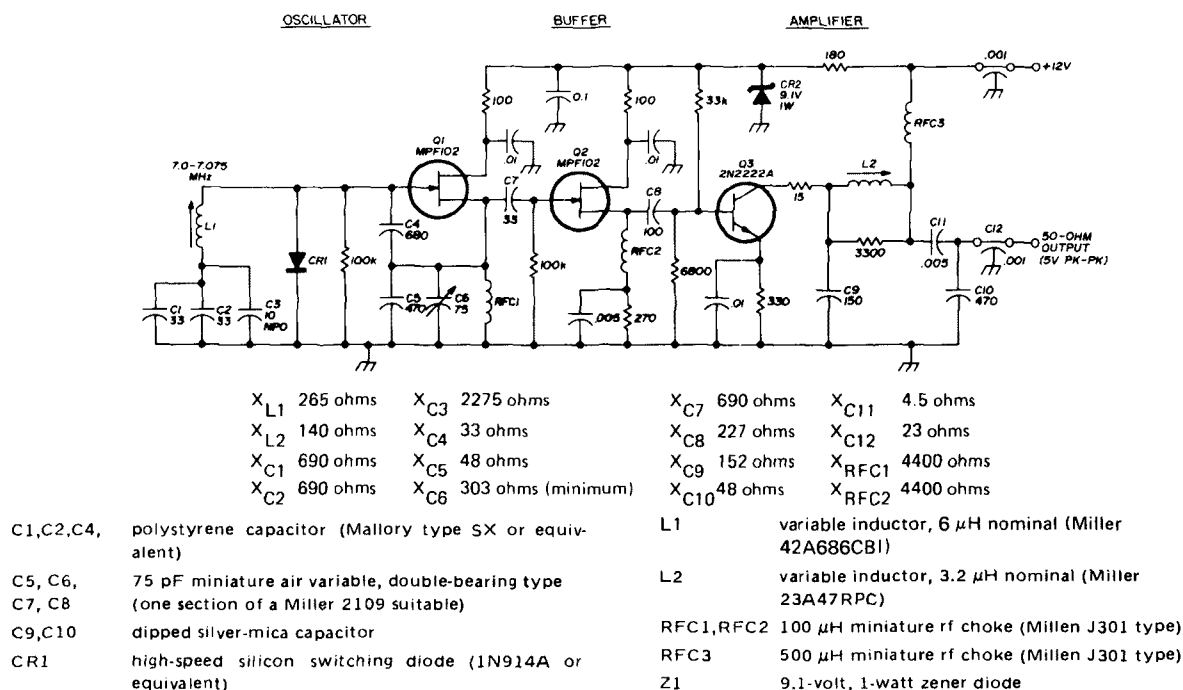 OSCILLATOR
BUFFER
AMPLIFIER
180
.001
+12V
CR2
9.1V
1W
100
0.1
100
33k
RFC3
Q1
MPF102
.01
Q2
MPF102
.01
Q3
2N2222A
L2
7.0-7.075
MHz
C7
33
C8
100
15
L1
C4
680
C11
.005
C12
.001
50-OHM
OUTPUT
(5V PK-PK)
3300
CR1
100k
100k
RFC2
6800
C1
33
C2
33
C3
10
NPO
C5
470
C6
75
RFC1
.005
270
.01
330
C9
150
C10
470
XL1 265 ohms XC3 2275 ohms XC7 690 ohms XC11 4.5 ohms
XL2 140 ohms XC4 33 ohms XC8 227 ohms XC12 23 ohms
XC1 690 ohms XC5 48 ohms XC9 152 ohms XRFC1 4400 ohms
XC2 690 ohms XC6 303 ohms (minimum) XC10 48 ohms XRFC2 4400 ohms
C1,C2,C4, polystyrene capacitor (Mallory type SX or equiv-
alent)
C5, C6, 75 pF miniature air variable, double-bearing type
C7, C8 (one section of a Miller 2109 suitable)
C9,C10 dipped silver-mica capacitor
CR1 high-speed silicon switching diode (1N914A or
equivalent)
L1 variable inductor, 6 μH nominal (Miller
42A686CBI)
L2 variable inductor, 3.2 μH nominal (Miller
23A47RPC)
RFC1,RFC2 100 μH miniature rf choke (Millen J301 type)
RFC3 500 μH miniature rf choke (Millen J301 type)
Z1 9.1-volt, 1-watt zener diode